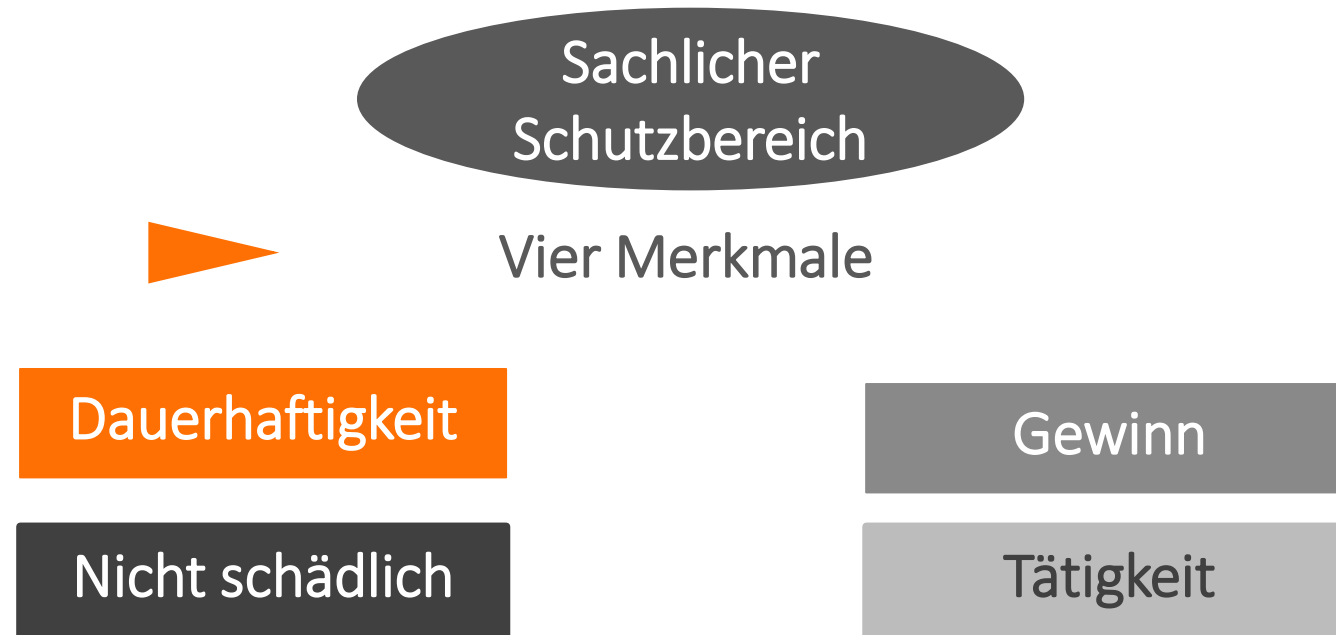 Sachlicher
Schutzbereich
Vier Merkmale
Dauerhaftigkeit
Gewinn
Nicht schädlich
Tätigkeit